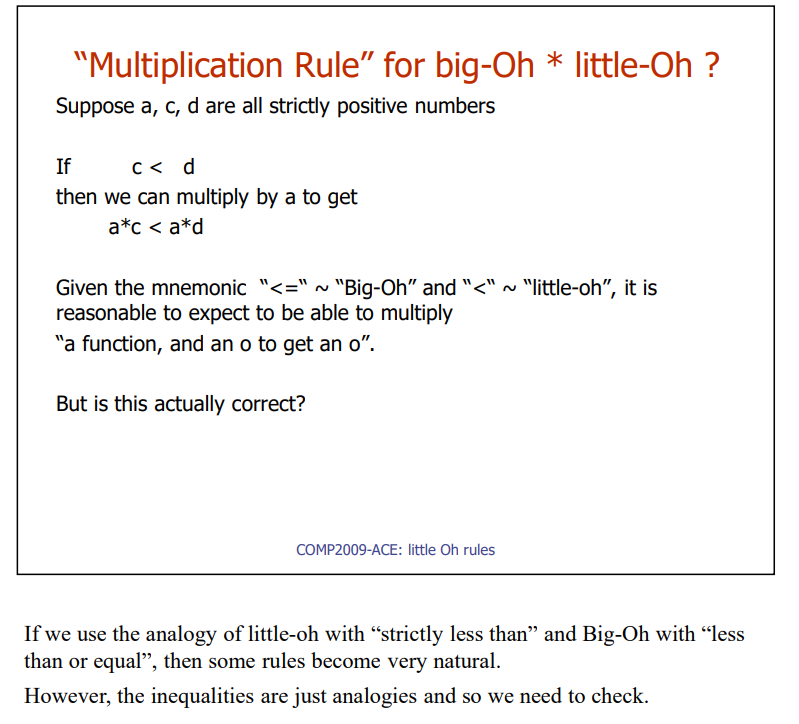 “Multiplication Rule” for big-Oh * little-Oh ?
Suppose a, c, d are all strictly positive numbers
If c < d
then we can multiply by a to get
a*c < a*d
Given the mnemonic “<=“ ~ “Big-Oh” and “<“ ~ “little-oh”, it is
reasonable to expect to be able to multiply
“a function, and an o to get an o”.
But is this actually correct?
COMP2009-ACE: little Oh rules
If we use the analogy of little-oh with “strictly less than” and Big-Oh with “less
than or equal”, then some rules become very natural.
However, the inequalities are just analogies and so we need to check.